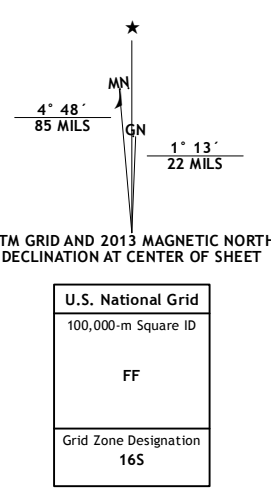 ★
MN
GN
4° 48´
85 MILS
1° 13´
22 MILS
TM GRID AND 2013 MAGNETIC NORTH
DECLINATION AT CENTER OF SHEET
U.S. National Grid
100,000-m Square ID
FF
Grid Zone Designation
16S